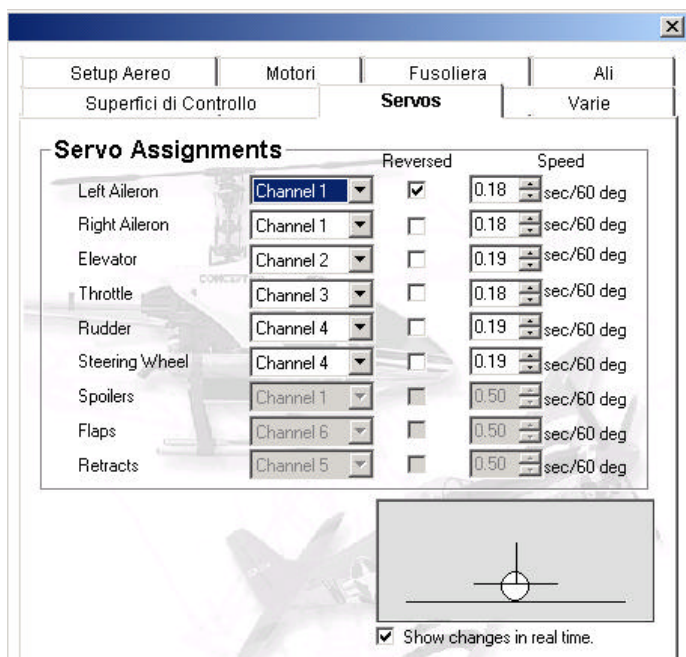 Setup Aereo Motori Fusoliera Ali
Superfici di Controllo Servos Varie
Servo Assignments Reversed Speed
Left Aileron Channel 1 0.18 sec/60 deg
Right Aileron Channel 1 0.18 sec/60 deg
Elevator Channel 2 0.19 sec/60 deg
Throttle Channel 3 0.18 sec/60 deg
Rudder Channel 4 0.19 sec/60 deg
Steering Wheel Channel 4 0.19 sec/60 deg
Spoilers Channel 1 0.50 sec/60 deg
Flaps Channel 6 0.50 sec/60 deg
Retracts Channel 5 0.50 sec/60 deg
Show changes in real time.